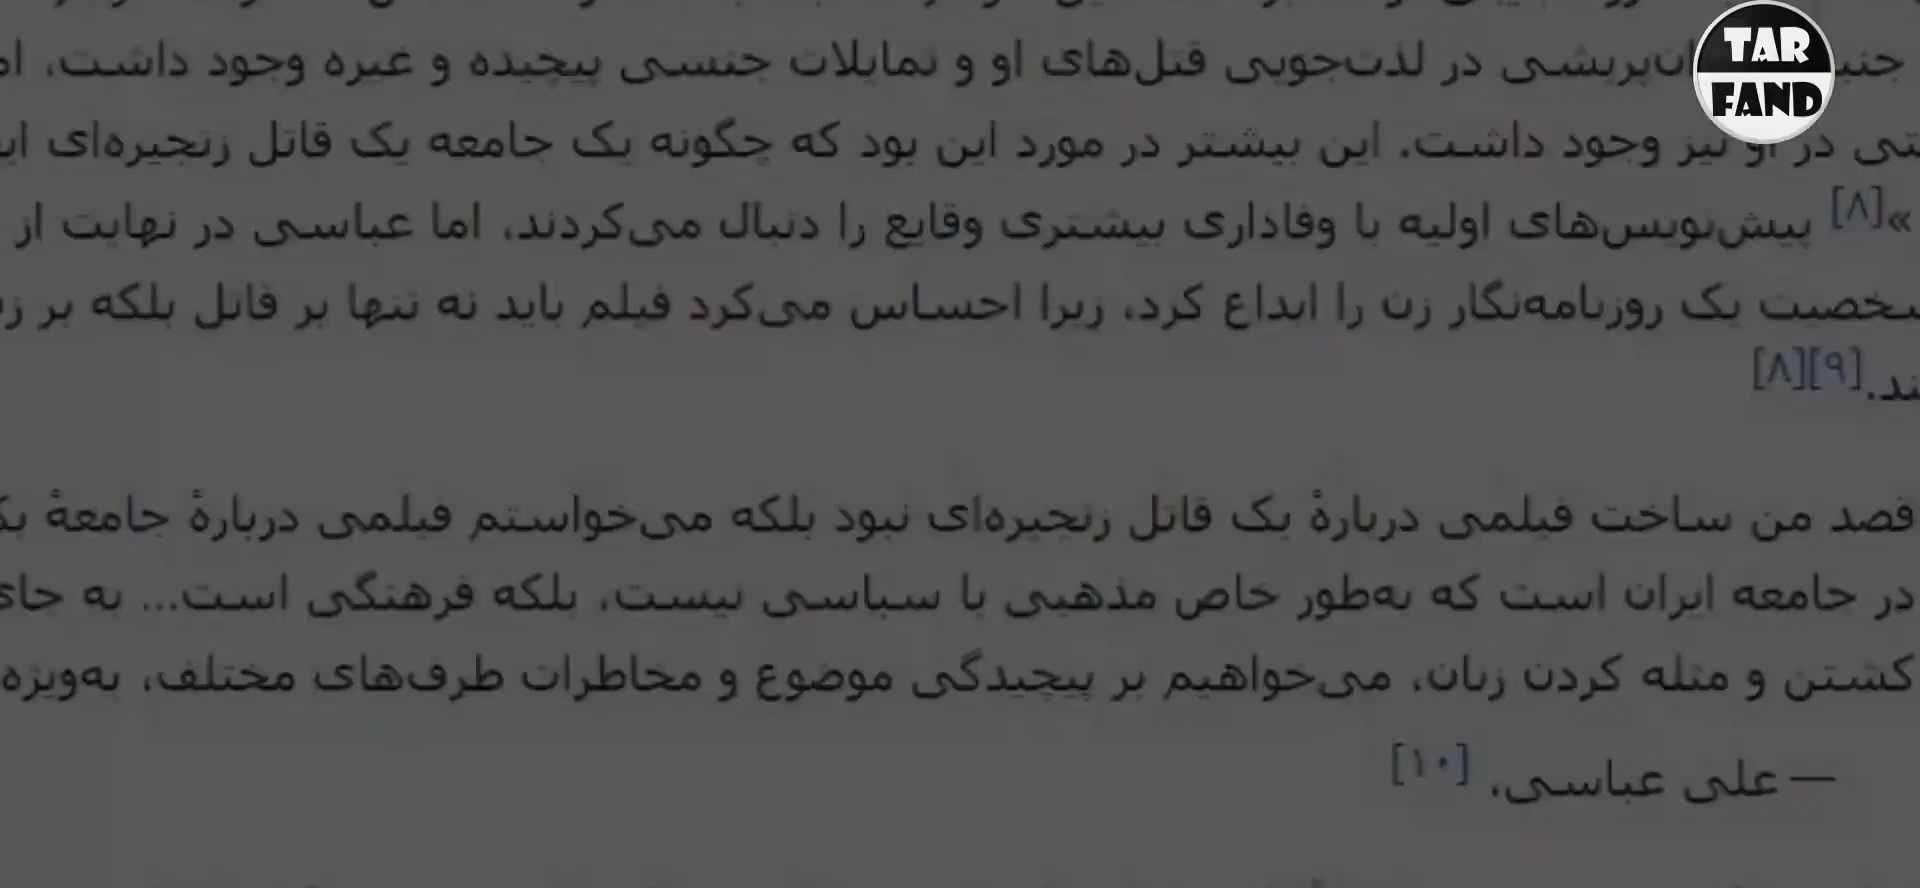 TAR
FAND
جنبه ان‌پریشی در لذت‌جویی قتل‌های او و تمایلات جنسی پیچیده و غیره وجود داشت، اما
در او نیز وجود داشت. این بیشتر در مورد این بود که چگونه یک جامعه یک قاتل زنجیره‌ای
»[۸] پیش‌نویس‌های اولیه با وفاداری بیشتری وقایع را دنبال می‌کردند، اما عباسی در نهایت از
شخصیت یک روزنامه‌نگار زن را ابداع کرد، زیرا احساس می‌کرد فیلم باید نه تنها بر قاتل بلکه بر
ند.[۹][۸]
قصد من ساخت فیلمی دربارهٔ یک قاتل زنجیره‌ای نبود بلکه می‌خواستم فیلمی دربارهٔ جامعهٔ
در جامعه ایران است که به‌طور خاص مذهبی یا سیاسی نیست، بلکه فرهنگی است... به جای
کشتن و مثله کردن زنان، می‌خواهیم بر پیچیدگی موضوع و مخاطرات طرف‌های مختلف، به‌ویژه
— علی عباسی، [۱۰]